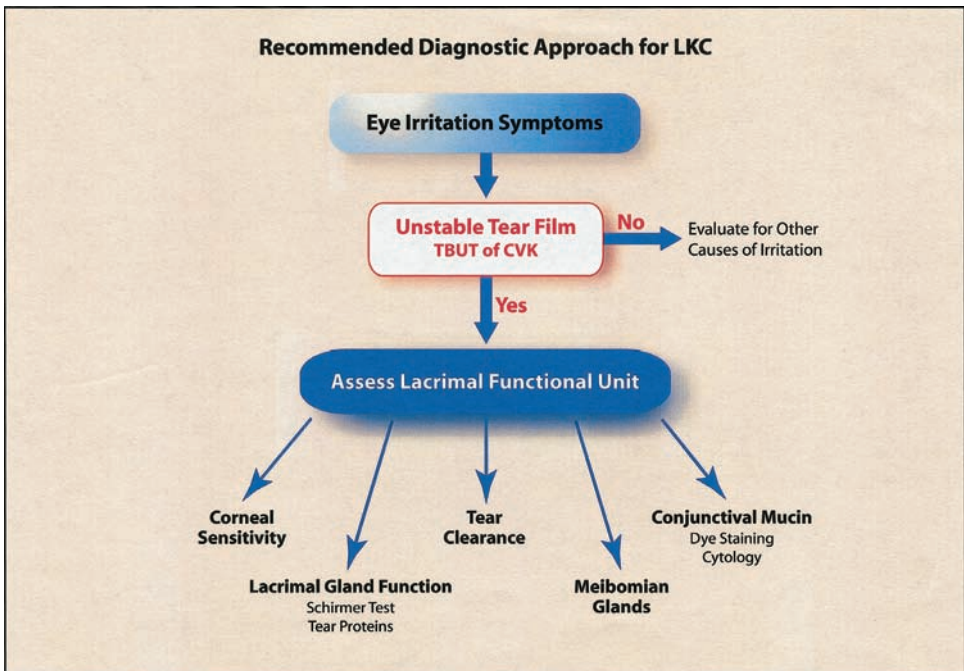 Recommended Diagnostic Approach for LKC
Eye Irritation Symptoms
Unstable Tear Film
TBUT of CVK
No
Evaluate for Other
Causes of Irritation
Yes
Assess Lacrimal Functional Unit
Corneal
Sensitivity
Lacrimal Gland Function
Schirmer Test
Tear Proteins
Tear
Clearance
Meibomian
Glands
Conjunctival Mucin
Dye Staining
Cytology